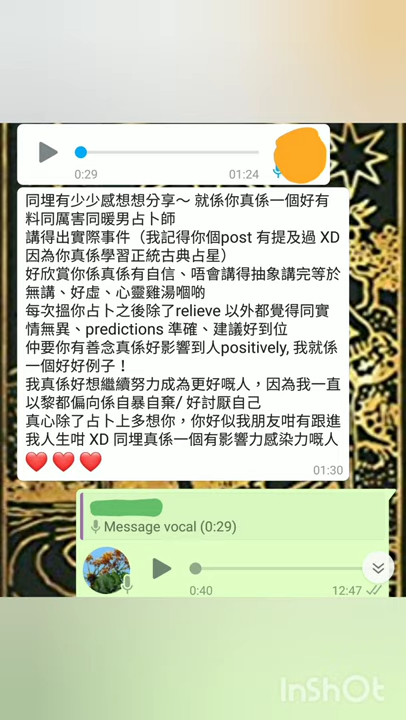 0:29
01:24
同埋有少少感想想分享～ 就係你真係一個好有
料同厲害同暖男占卜師
講得出實際事件（我記得你個post 有提及過 XD
因為你真係學習正統古典占星）
好欣賞你係真係有自信、唔會講得抽象講完等於
無講、好虛、心靈雞湯嗰啲
每次搵你占卜之後除了relieve 以外都覺得同實
情無異、predictions 準確、建議好到位
仲要你有善念真係好影響到人positively, 我就係
一個好好例子！
我真係好想繼續努力成為更好嘅人，因為我一直
以黎都偏向係自暴自棄/ 好討厭自己
真心除了占卜上多想你，你好似我朋友咁有跟進
我人生咁 XD 同埋真係一個有影響力感染力嘅人
❤️❤️❤️
01:30
Message vocal (0:29)
0:40
12:47
InShOt